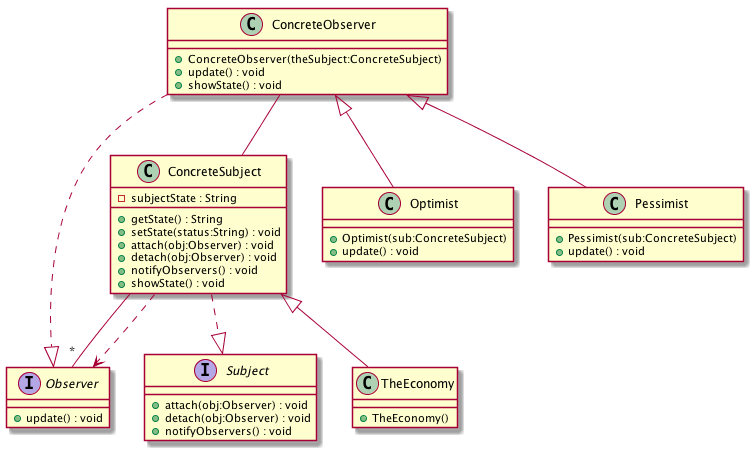 C ConcreteObserver
ConcreteObserver(theSubject:ConcreteSubject)
update() : void
showState() : void
C ConcreteSubject
subjectState : String
getState() : String
setState(status:String) : void
attach(obj:Observer) : void
detach(obj:Observer) : void
notifyObservers() : void
showState() : void
C Optimist
Optimist(sub:ConcreteSubject)
update() : void
C Pessimist
Pessimist(sub:ConcreteSubject)
update() : void
*
I Observer
update() : void
I Subject
attach(obj:Observer) : void
detach(obj:Observer) : void
notifyObservers() : void
C TheEconomy
TheEconomy()